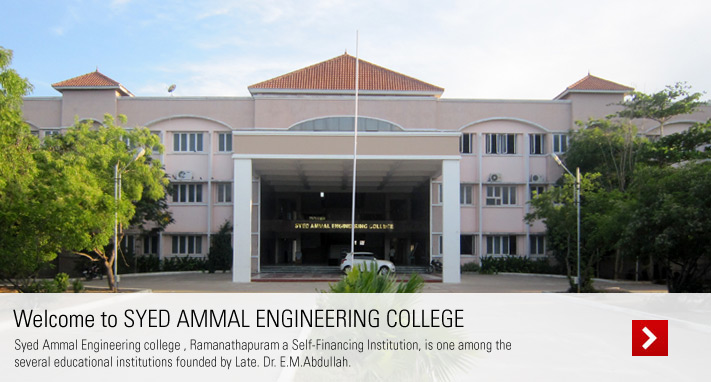 SYED AMMAL ENGINEERING COLLEGE
Welcome to SYED AMMAL ENGINEERING COLLEGE
Syed Ammal Engineering college , Ramanathapuram a Self-Financing Institution, is one among the
several educational institutions founded by Late. Dr. E.M.Abdullah.